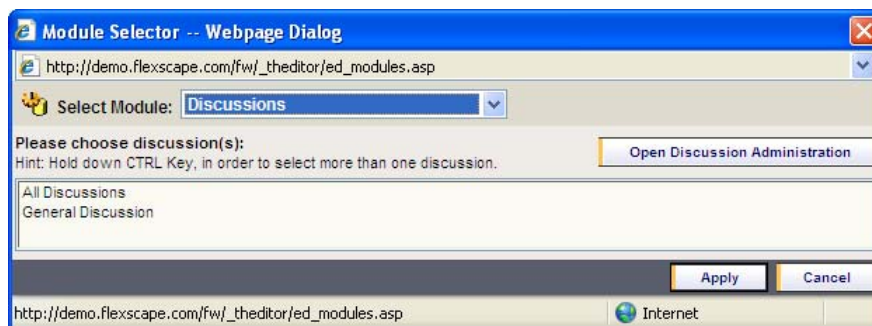 Module Selector -- Webpage Dialog
http://demo.flexscape.com/fw/_theditor/ed_modules.asp
Select Module: Discussions
Please choose discussion(s):
Hint: Hold down CTRL Key, in order to select more than one discussion.
Open Discussion Administration
All Discussions
General Discussion
Apply Cancel
http://demo.flexscape.com/fw/_theditor/ed_modules.asp Internet